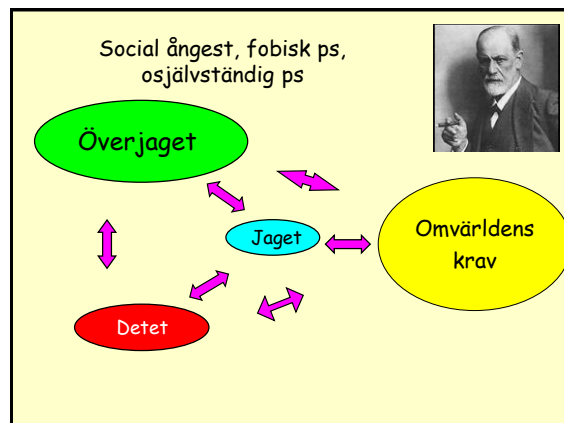 Social ångest, fobisk ps,
osjälvständig ps
Överjaget
Jaget
Omvärldens
krav
Detet